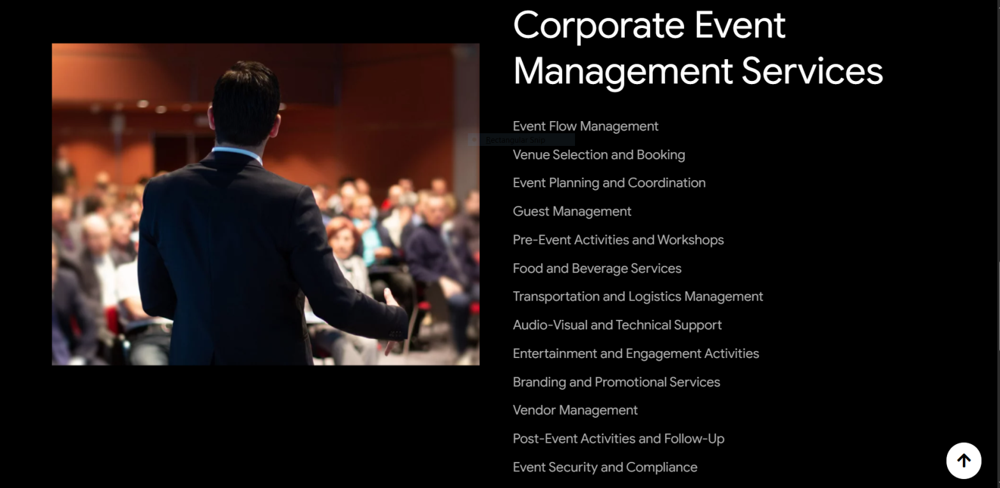 Corporate Event
Management Services
Event Flow Management
Rectangular Snip
Venue Selection and Booking
Event Planning and Coordination
Guest Management
Pre-Event Activities and Workshops
Food and Beverage Services
Transportation and Logistics Management
Audio-Visual and Technical Support
Entertainment and Engagement Activities
Branding and Promotional Services
Vendor Management
Post-Event Activities and Follow-Up
Event Security and Compliance